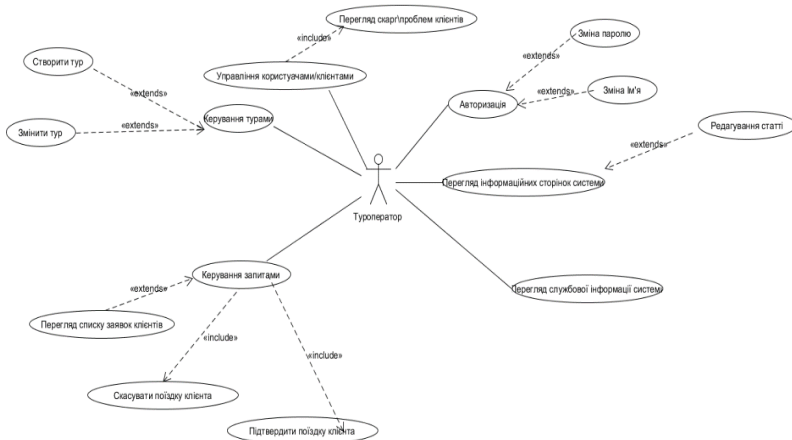 Перегляд скарг\проблем клієнтів
«include»
Зміна паролю
Створити тур
«extends»
Управління користувачами/клієнтами
«extends»
«extends»
Зміна Ім'я
Авторизація
Змінити тур
«extends»
Керування турами
Редагування статті
«extends»
Перегляд інформаційних сторінок системи
Туроператор
Керування запитами
«extends»
Перегляд службової інформації систем
Перегляд списку заявок клієнтів
«include»
«include»
Скасувати поїздку клієнта
Підтвердити поїздку клієнта